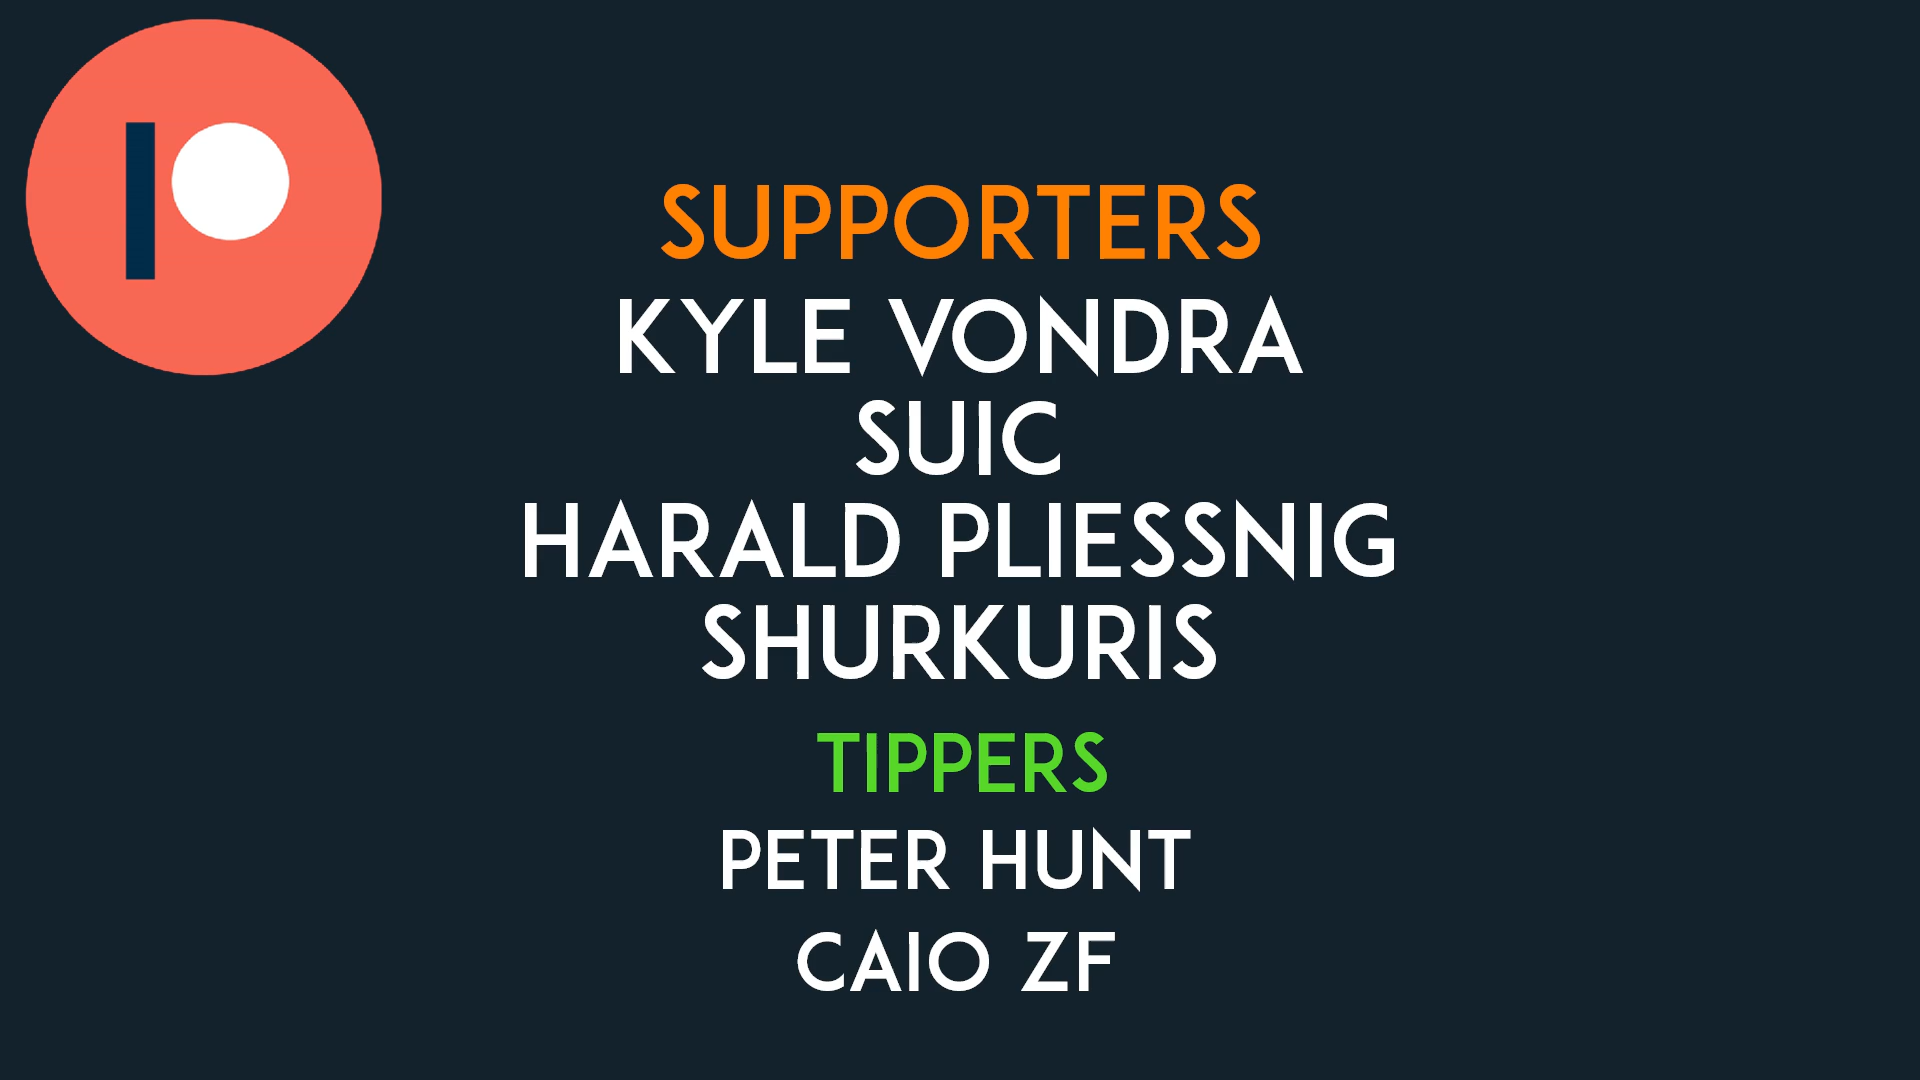 SUPPORTERS
KYLE VONDRA
SUIC
HARALD PLIESSNIG
SHURKURIS
TIPPERS
PETER HUNT
CAIO ZF